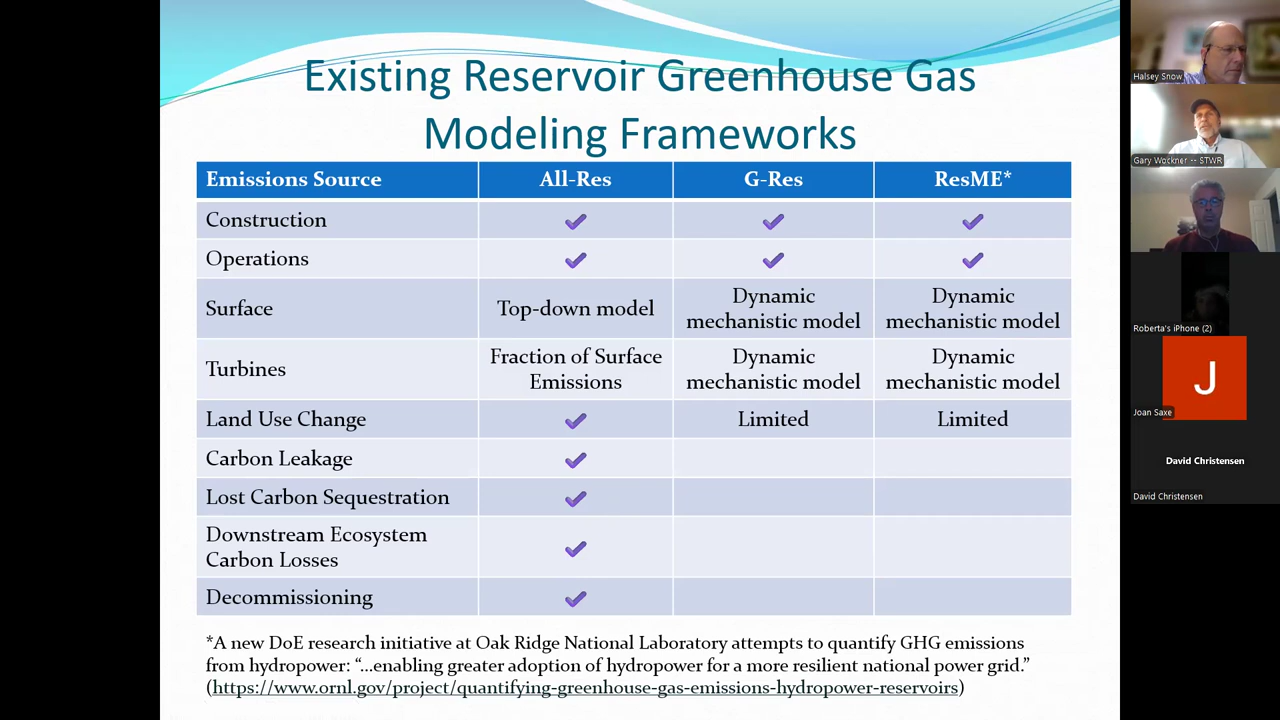 Existing Reservoir Greenhouse Gas
Modeling Frameworks
Emissions Source All-Res G-Res ResME*
Construction ✔ ✔ ✔
Operations ✔ ✔ ✔
Surface Top-down model Dynamic mechanistic model Dynamic mechanistic model
Turbines Fraction of Surface Emissions Dynamic mechanistic model Dynamic mechanistic model
Land Use Change ✔ Limited Limited
Carbon Leakage ✔
Lost Carbon Sequestration ✔
Downstream Ecosystem Carbon Losses ✔
Decommissioning ✔
*A new DoE research initiative at Oak Ridge National Laboratory attempts to quantify GHG emissions
from hydropower: “…enabling greater adoption of hydropower for a more resilient national power grid.”
(https://www.ornl.gov/project/quantifying-greenhouse-gas-emissions-hydropower-reservoirs)
Halsey Snow
Gary Wockner -- STWR
Roberta's iPhone (2)
J
Joan Saxe
David Christensen
David Christensen